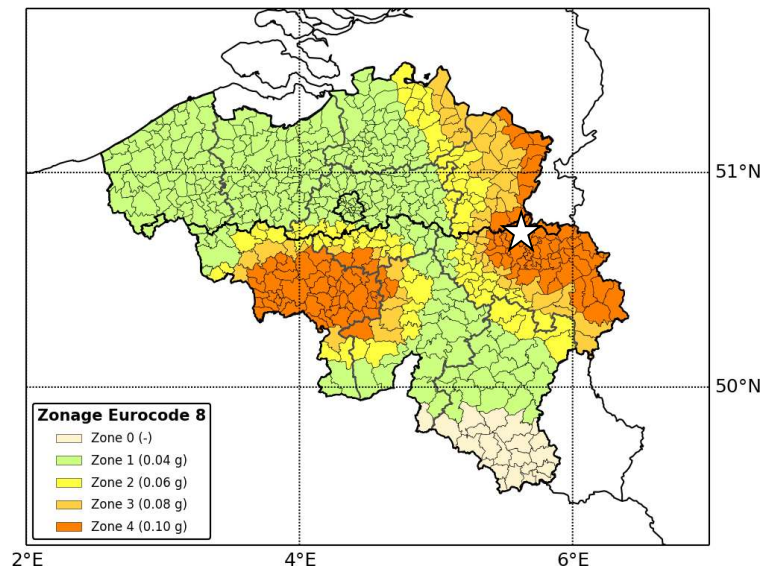 51°N
50°N
Zonage Eurocode 8
Zone 0 (-)
Zone 1 (0.04 g)
Zone 2 (0.06 g)
Zone 3 (0.08 g)
Zone 4 (0.10 g)
2°E 4°E 6°E